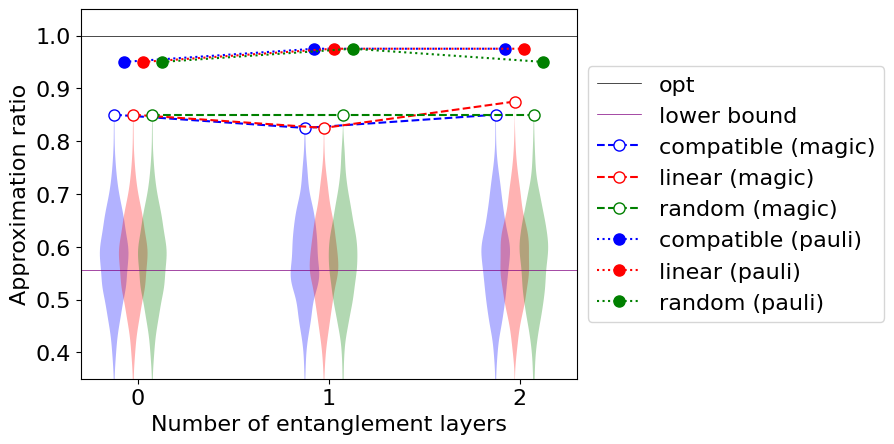 1.0
0.9
0.8
0.7
0.6
0.5
0.4
Approximation ratio
0
1
2
Number of entanglement layers
opt
lower bound
compatible (magic)
linear (magic)
random (magic)
compatible (pauli)
linear (pauli)
random (pauli)